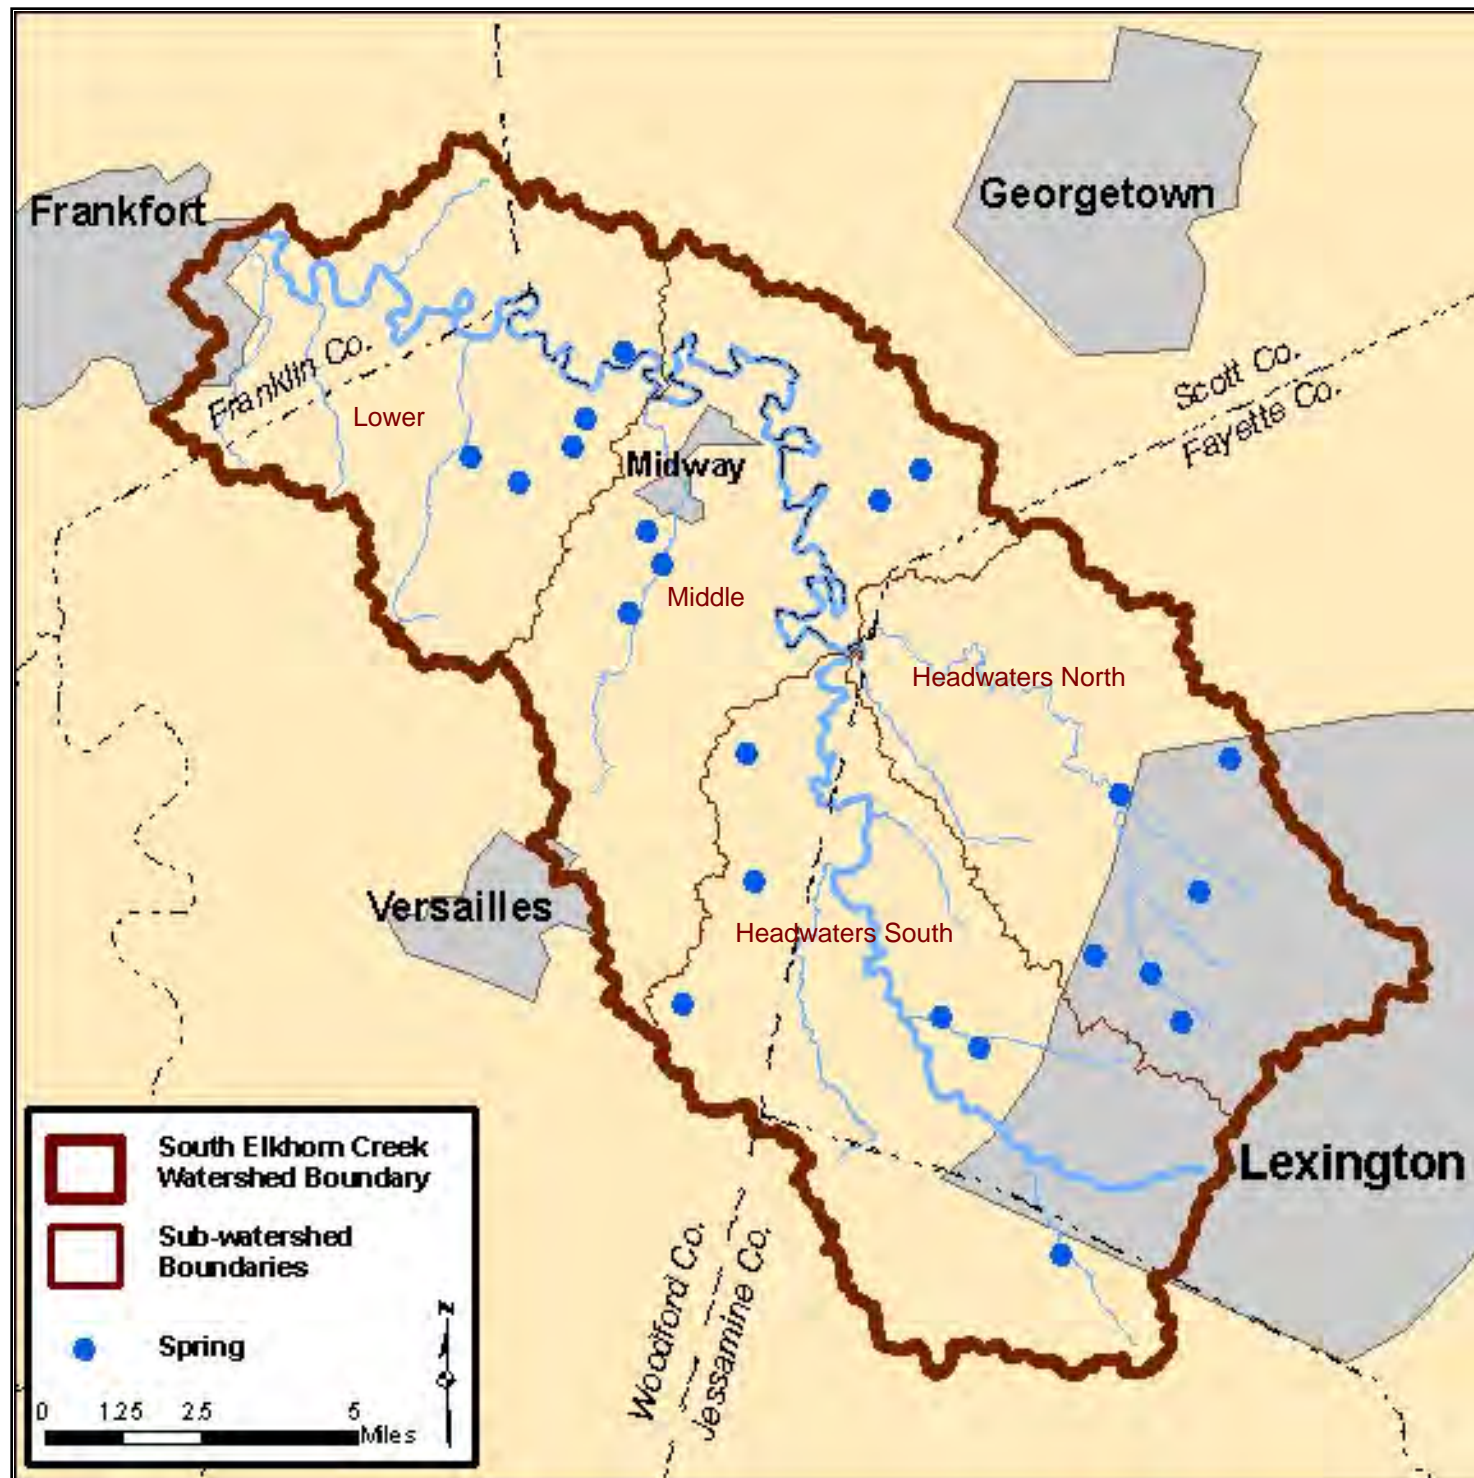 Georgetown
Frankfort
Scott Co.
Fayette Co.
Franklin Co.
Lower
Midway
Middle
Headwaters North
Versailles
Headwaters South
Lexington
Woodford Co.
Jessamine Co.
South Elkhorn Creek
Watershed Boundary
Sub-watershed
Boundaries
Spring
N
0 1.25 2.5 5
Miles